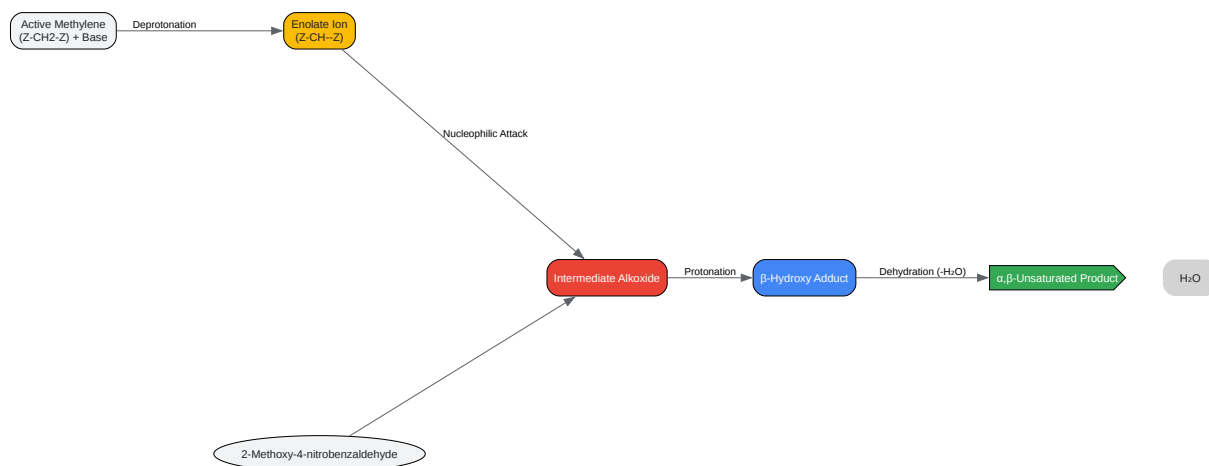 Active Methylene
(Z-CH2-Z) + Base
Deprotonation
Enolate Ion
(Z-CH--Z)
Nucleophilic Attack
Intermediate Alkoxide
Protonation
β-Hydroxy Adduct
Dehydration (-H₂O)
α,β-Unsaturated Product
H₂O
2-Methoxy-4-nitrobenzaldehyde